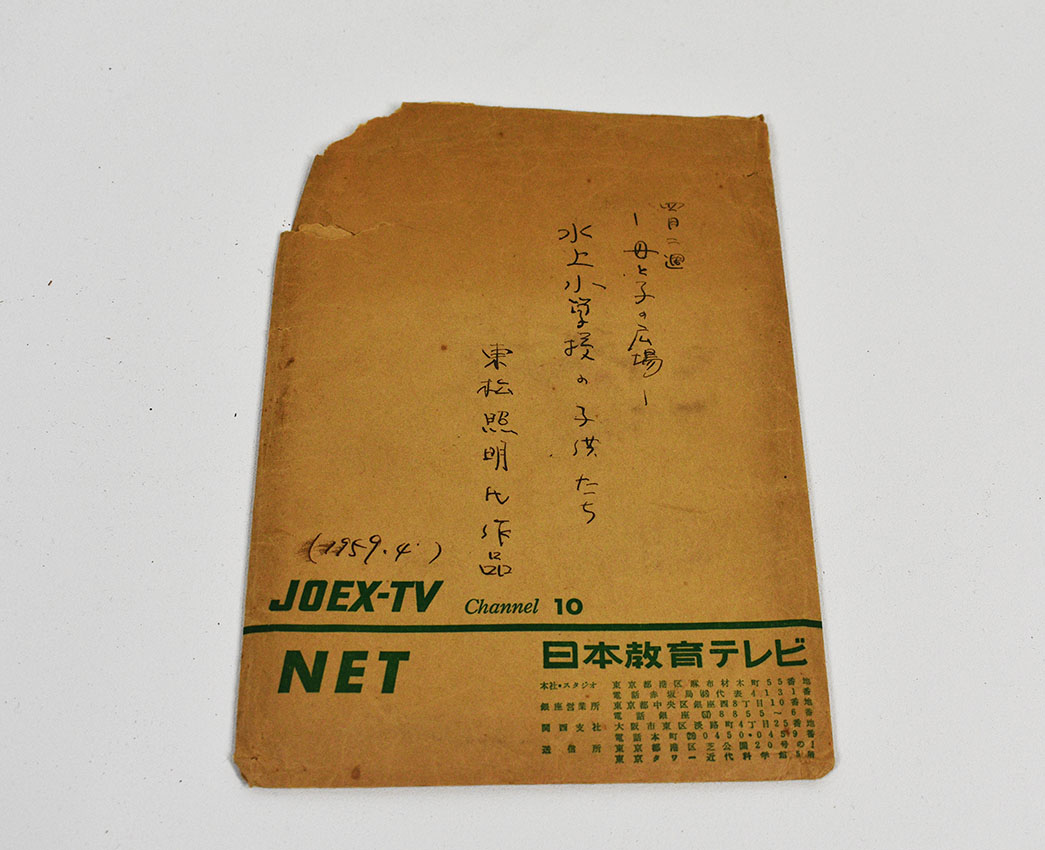 四月二週
ー母と子の広場ー
水上小学校の子供たち
東松照明氏作品
(1959.4.)
JOEX-TV Channel 10
NET 日本教育テレビ
本社・スタジオ 東京都港区麻布材木町55番地
電話赤坂局(48)代表4131番
銀座営業所 東京都中央区銀座西8丁目10番地
電話銀座(57)8855〜6番
関西支社 大阪市東区淡路町4丁目25番地
電話本町(26)0450・0459番
送信所 東京都港区芝公園20号の1
東京タワー近代科学館5階